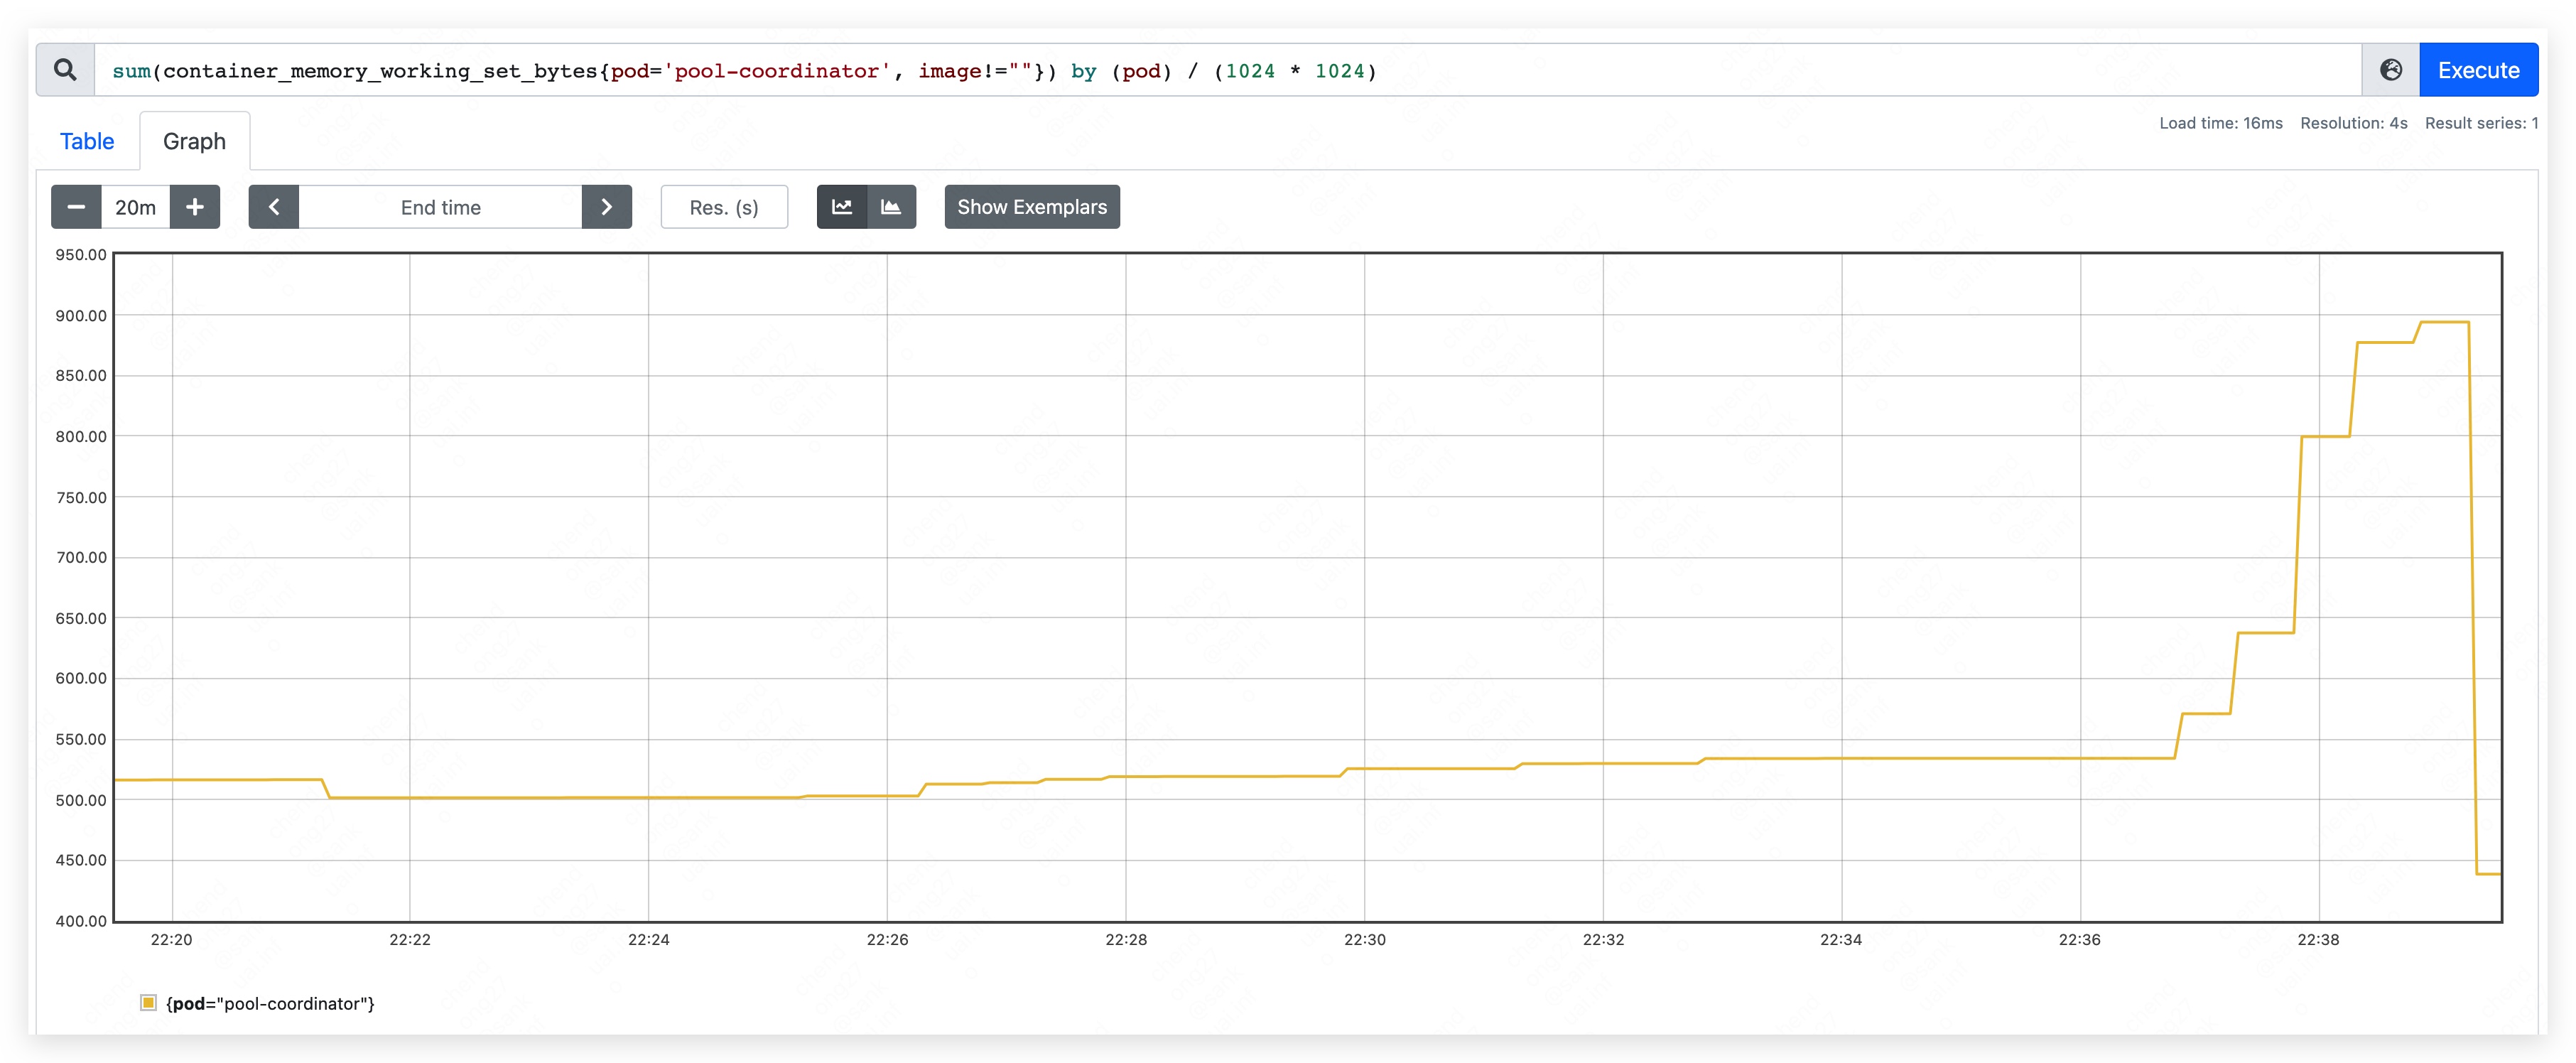 sum(container_memory_working_set_bytes{pod='pool-coordinator', image!=""}) by (pod) / (1024 * 1024)
Execute
Table
Graph
Load time: 16ms Resolution: 4s Result series: 1
20m
End time
Res. (s)
Show Exemplars
950.00
900.00
850.00
800.00
750.00
700.00
650.00
600.00
550.00
500.00
450.00
400.00
22:20 22:22 22:24 22:26 22:28 22:30 22:32 22:34 22:36 22:38
{pod="pool-coordinator"}